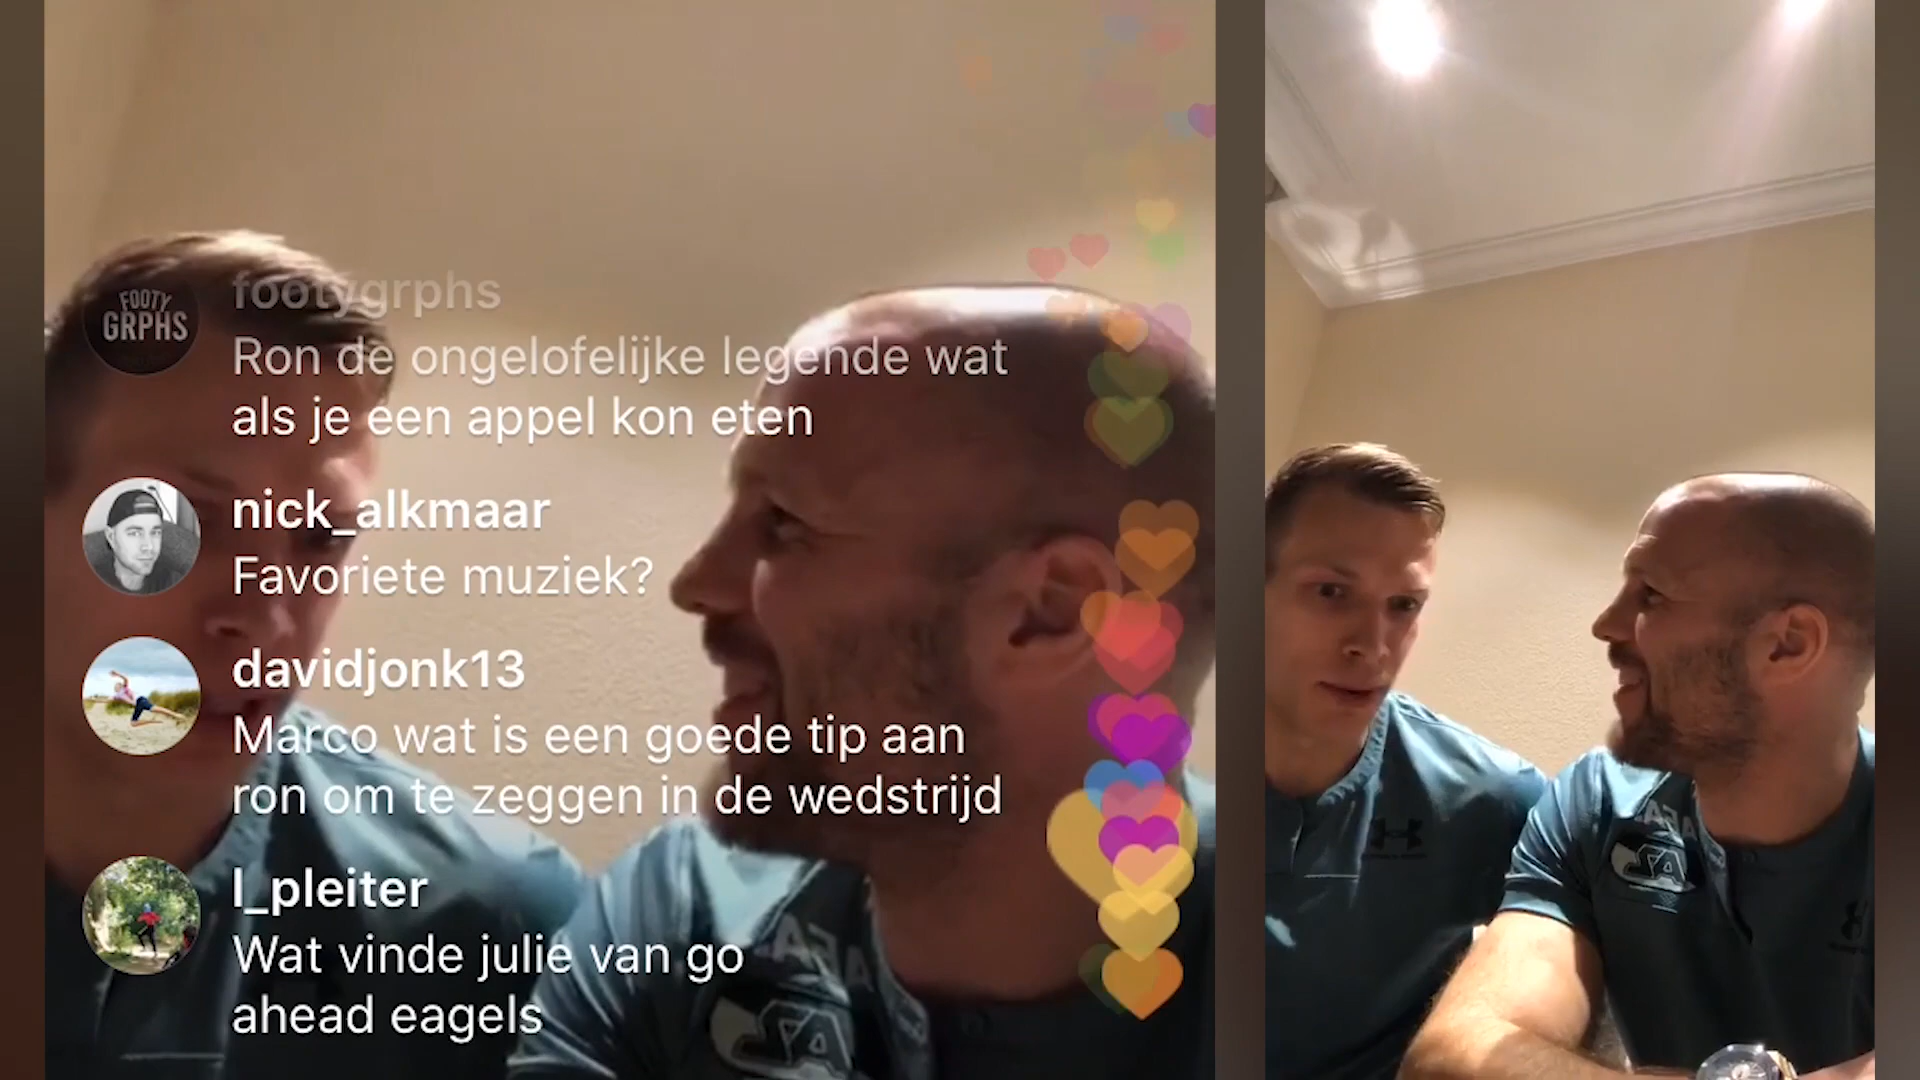 FOOTY
GRPHS
footygrphs
Ron de ongelofelijke legende wat
als je een appel kon eten
nick_alkmaar
Favoriete muziek?
davidjonk13
Marco wat is een goede tip aan
ron om te zeggen in de wedstrijd
l_pleiter
Wat vinde julie van go
ahead eagels
AZ
AZ